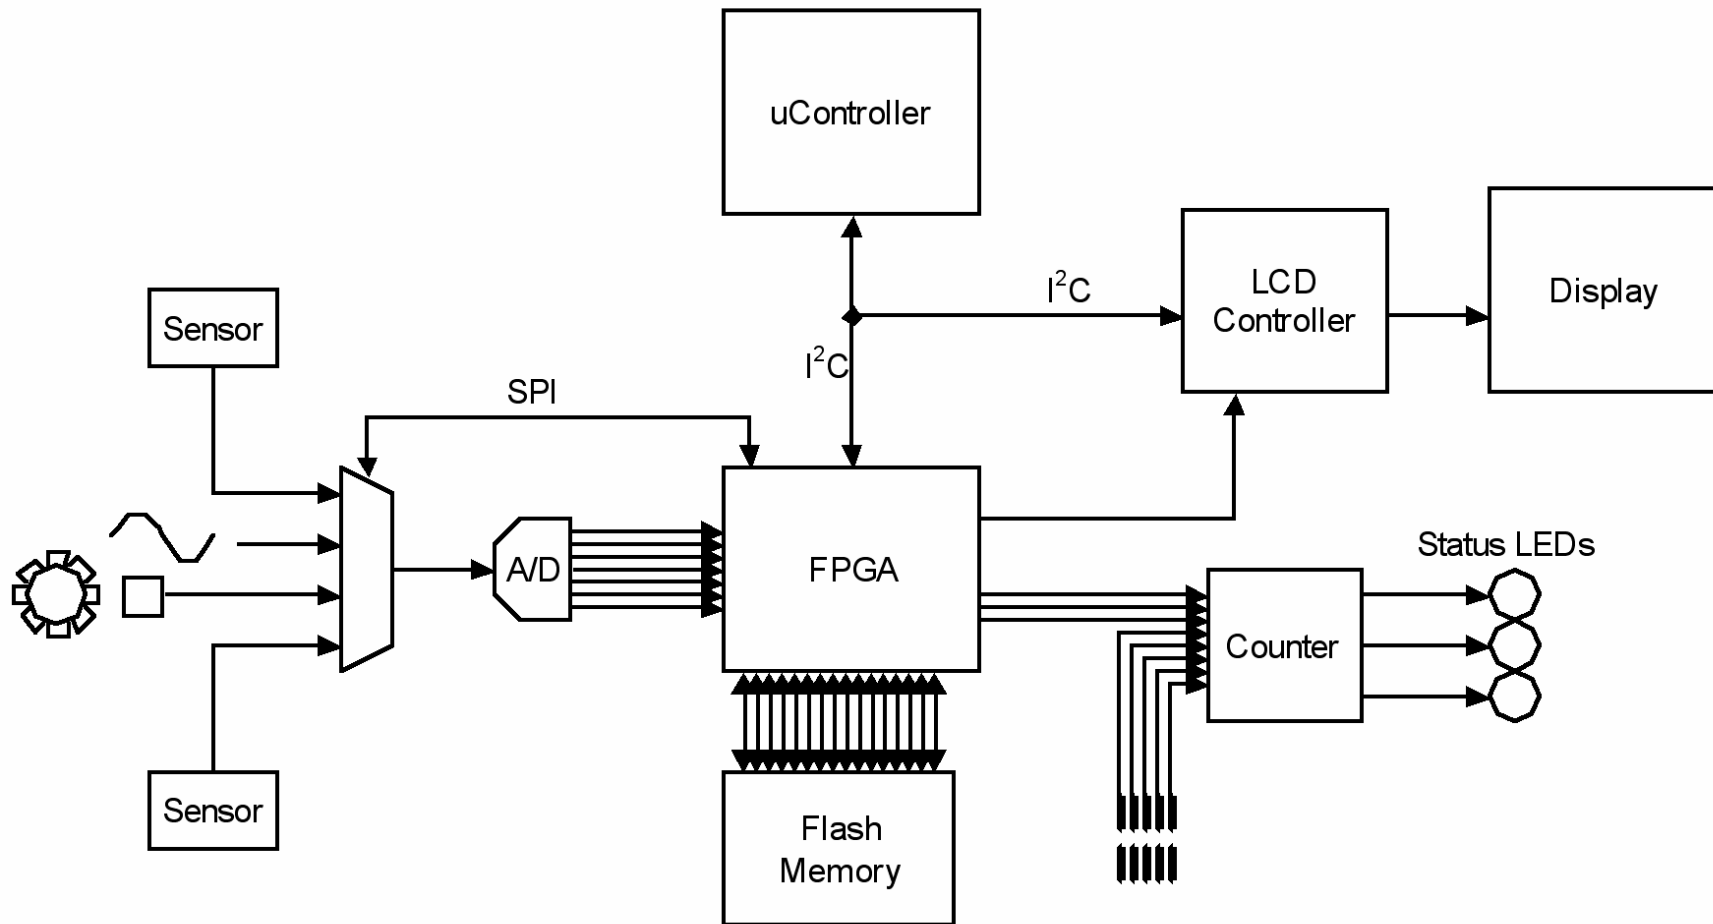 uController
I²C
LCD
Controller
Display
Sensor
I²C
SPI
A/D
FPGA
Status LEDs
Counter
Sensor
Flash
Memory